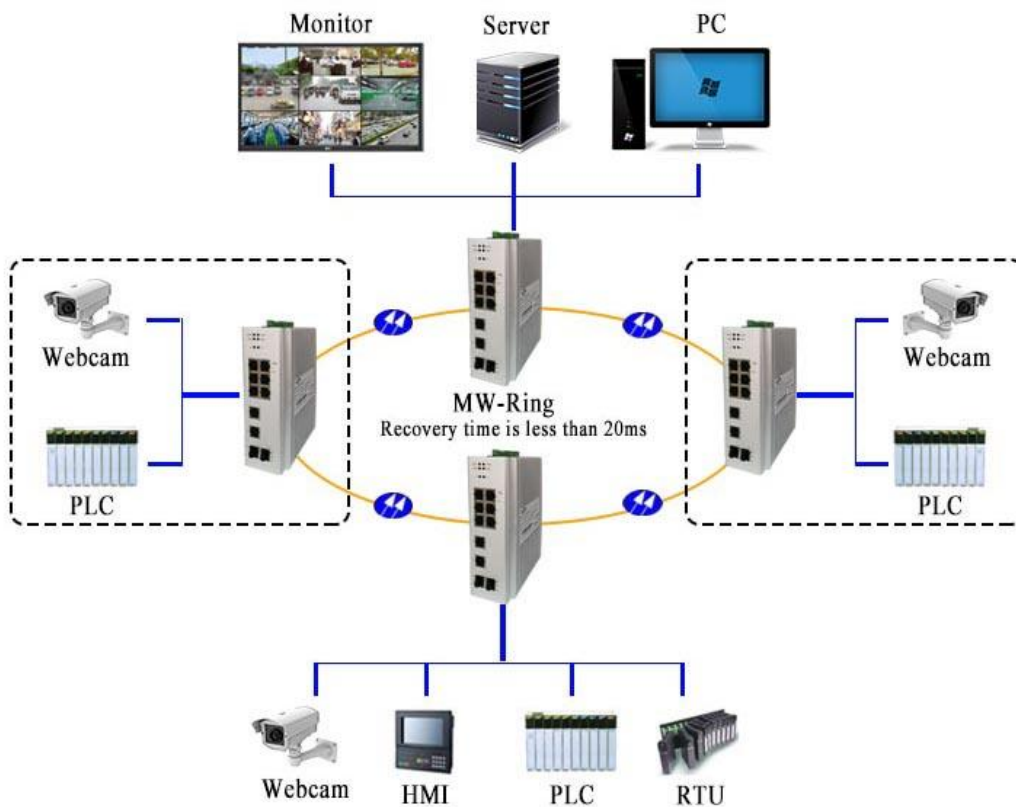 Monitor
Server
PC
Webcam
Webcam
MW-Ring
Recovery time is less than 20ms
PLC
PLC
Webcam
HMI
PLC
RTU